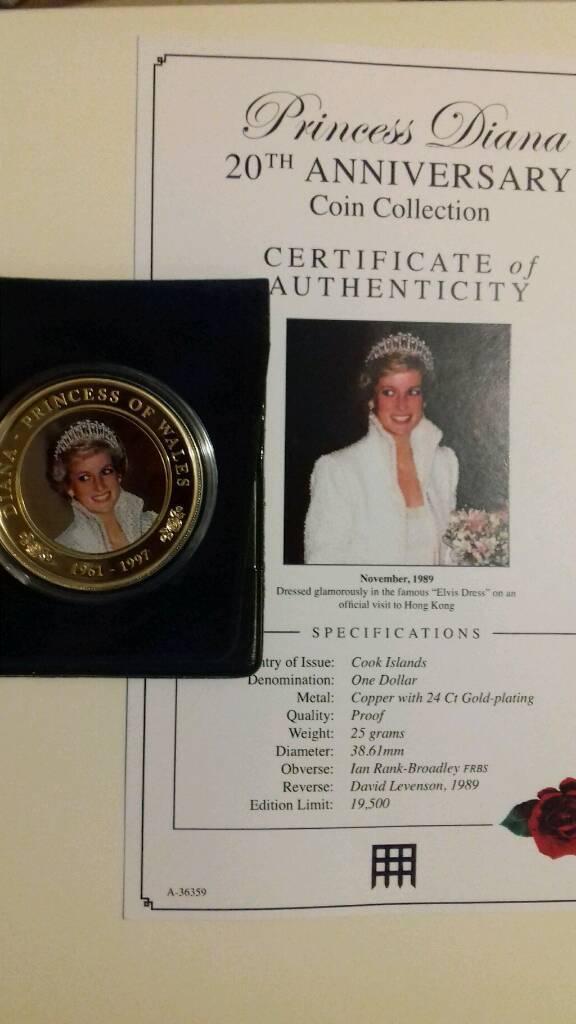 Princess Diana
20TH ANNIVERSARY
Coin Collection
CERTIFICATE of
AUTHENTICITY
DIANA - PRINCESS OF WALES
1961 - 1997
November, 1989
Dressed glamorously in the famous “Elvis Dress” on an
official visit to Hong Kong
SPECIFICATIONS
ntry of Issue: Cook Islands
Denomination: One Dollar
Metal: Copper with 24 Ct Gold-plating
Quality: Proof
Weight: 25 grams
Diameter: 38.61mm
Obverse: Ian Rank-Broadley FRBS
Reverse: David Levenson, 1989
Edition Limit: 19,500
A-36359